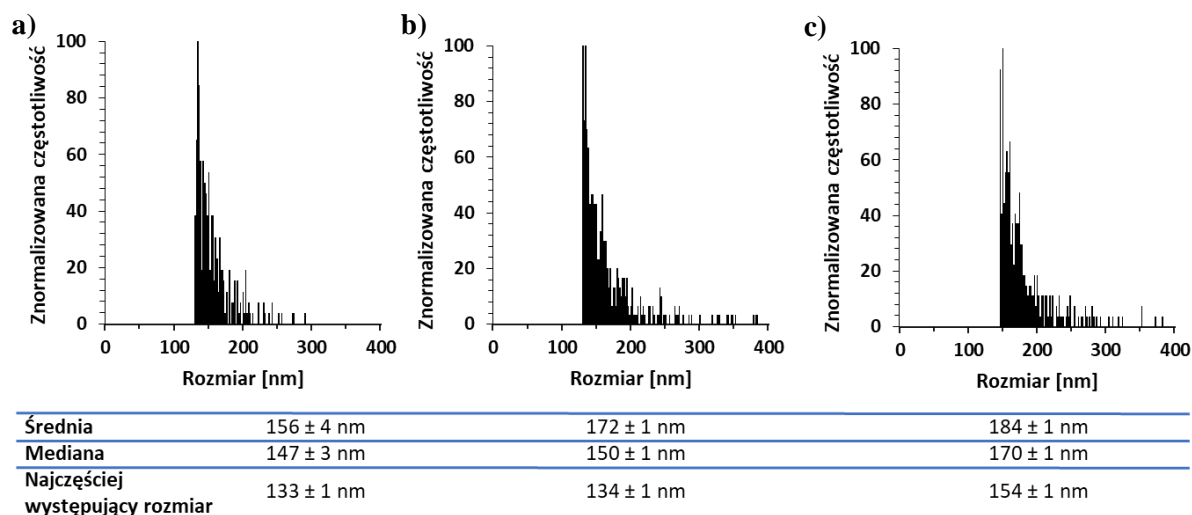 a)
Znormalizowana częstotliwość
100
80
60
40
20
0
0 100 200 300 400
Rozmiar [nm]
b)
Znormalizowana częstotliwość
100
80
60
40
20
0
0 100 200 300 400
Rozmiar [nm]
c)
Znormalizowana częstotliwość
100
80
60
40
20
0
0 100 200 300 400
Rozmiar [nm]
Średnia 156 ± 4 nm 172 ± 1 nm 184 ± 1 nm
Mediana 147 ± 3 nm 150 ± 1 nm 170 ± 1 nm
Najczęściej
występujący rozmiar 133 ± 1 nm 134 ± 1 nm 154 ± 1 nm